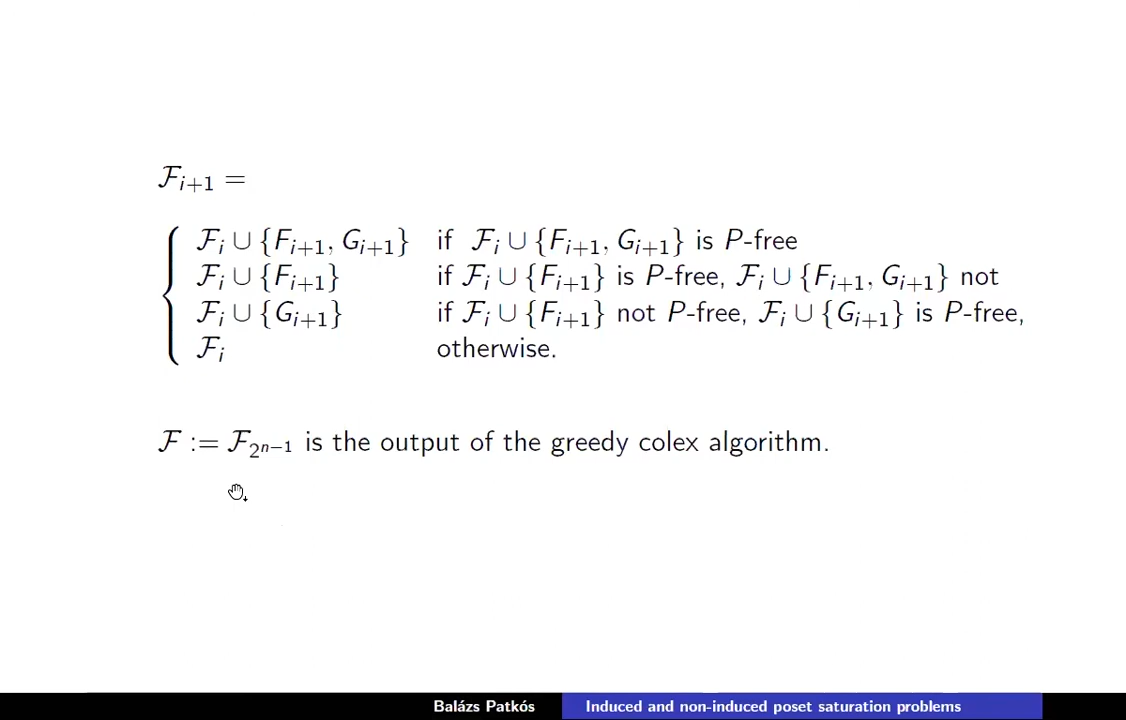 𝓕ᵢ₊₁ =
𝓕ᵢ ∪ {Fᵢ₊₁, Gᵢ₊₁} if 𝓕ᵢ ∪ {Fᵢ₊₁, Gᵢ₊₁} is P-free
𝓕ᵢ ∪ {Fᵢ₊₁} if 𝓕ᵢ ∪ {Fᵢ₊₁} is P-free, 𝓕ᵢ ∪ {Fᵢ₊₁, Gᵢ₊₁} not
𝓕ᵢ ∪ {Gᵢ₊₁} if 𝓕ᵢ ∪ {Fᵢ₊₁} not P-free, 𝓕ᵢ ∪ {Gᵢ₊₁} is P-free,
𝓕ᵢ otherwise.
𝓕 := 𝓕_{2^{n−1}} is the output of the greedy colex algorithm.
Balázs Patkós Induced and non-induced poset saturation problems